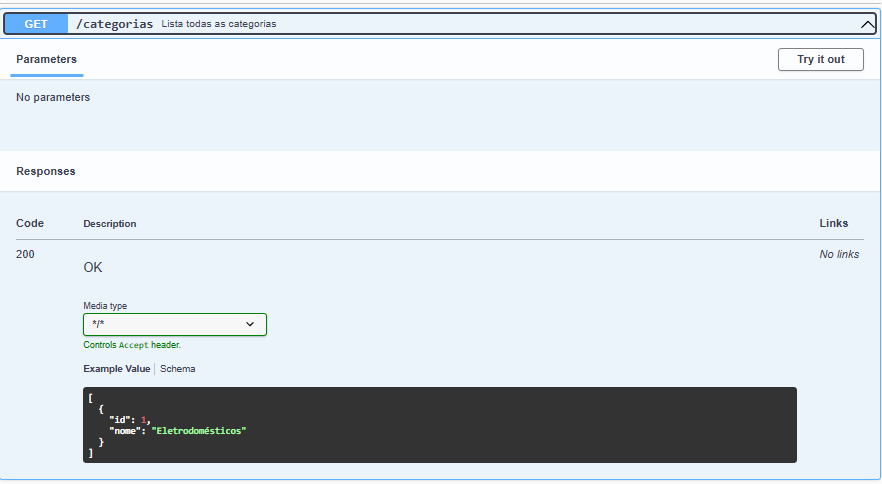 GET /categorias Lista todas as categorias
Parameters
Try it out
No parameters
Responses
Code Description Links
200 OK No links
Media type
*/*
Controls Accept header.
Example Value Schema
[
{
"id": 1,
"nome": "Eletrodomésticos"
}
]